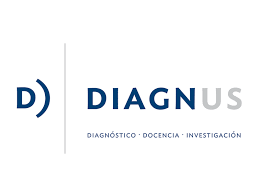 D)
DIAGNUS
DIAGNÓSTICO · DOCENCIA · INVESTIGACIÓN